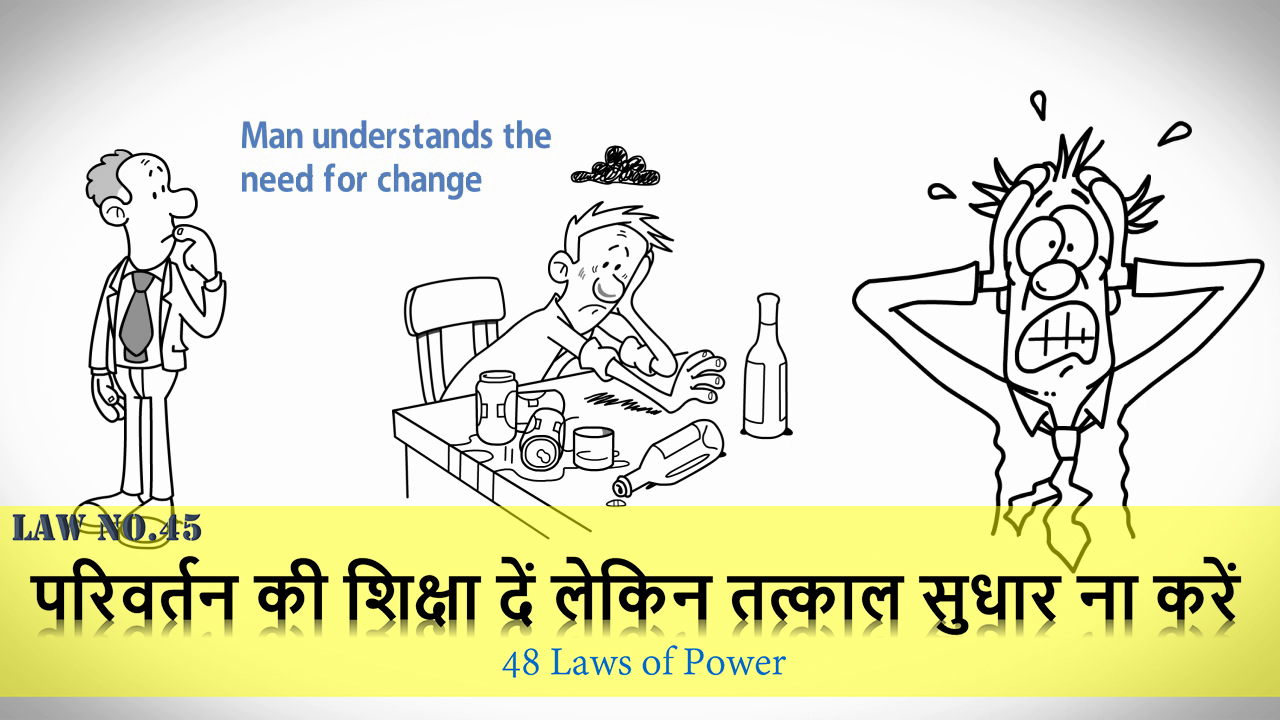 Man understands the
need for change
LAW NO.45
परिवर्तन की शिक्षा दें लेकिन तत्काल सुधार ना करें
48 Laws of Power